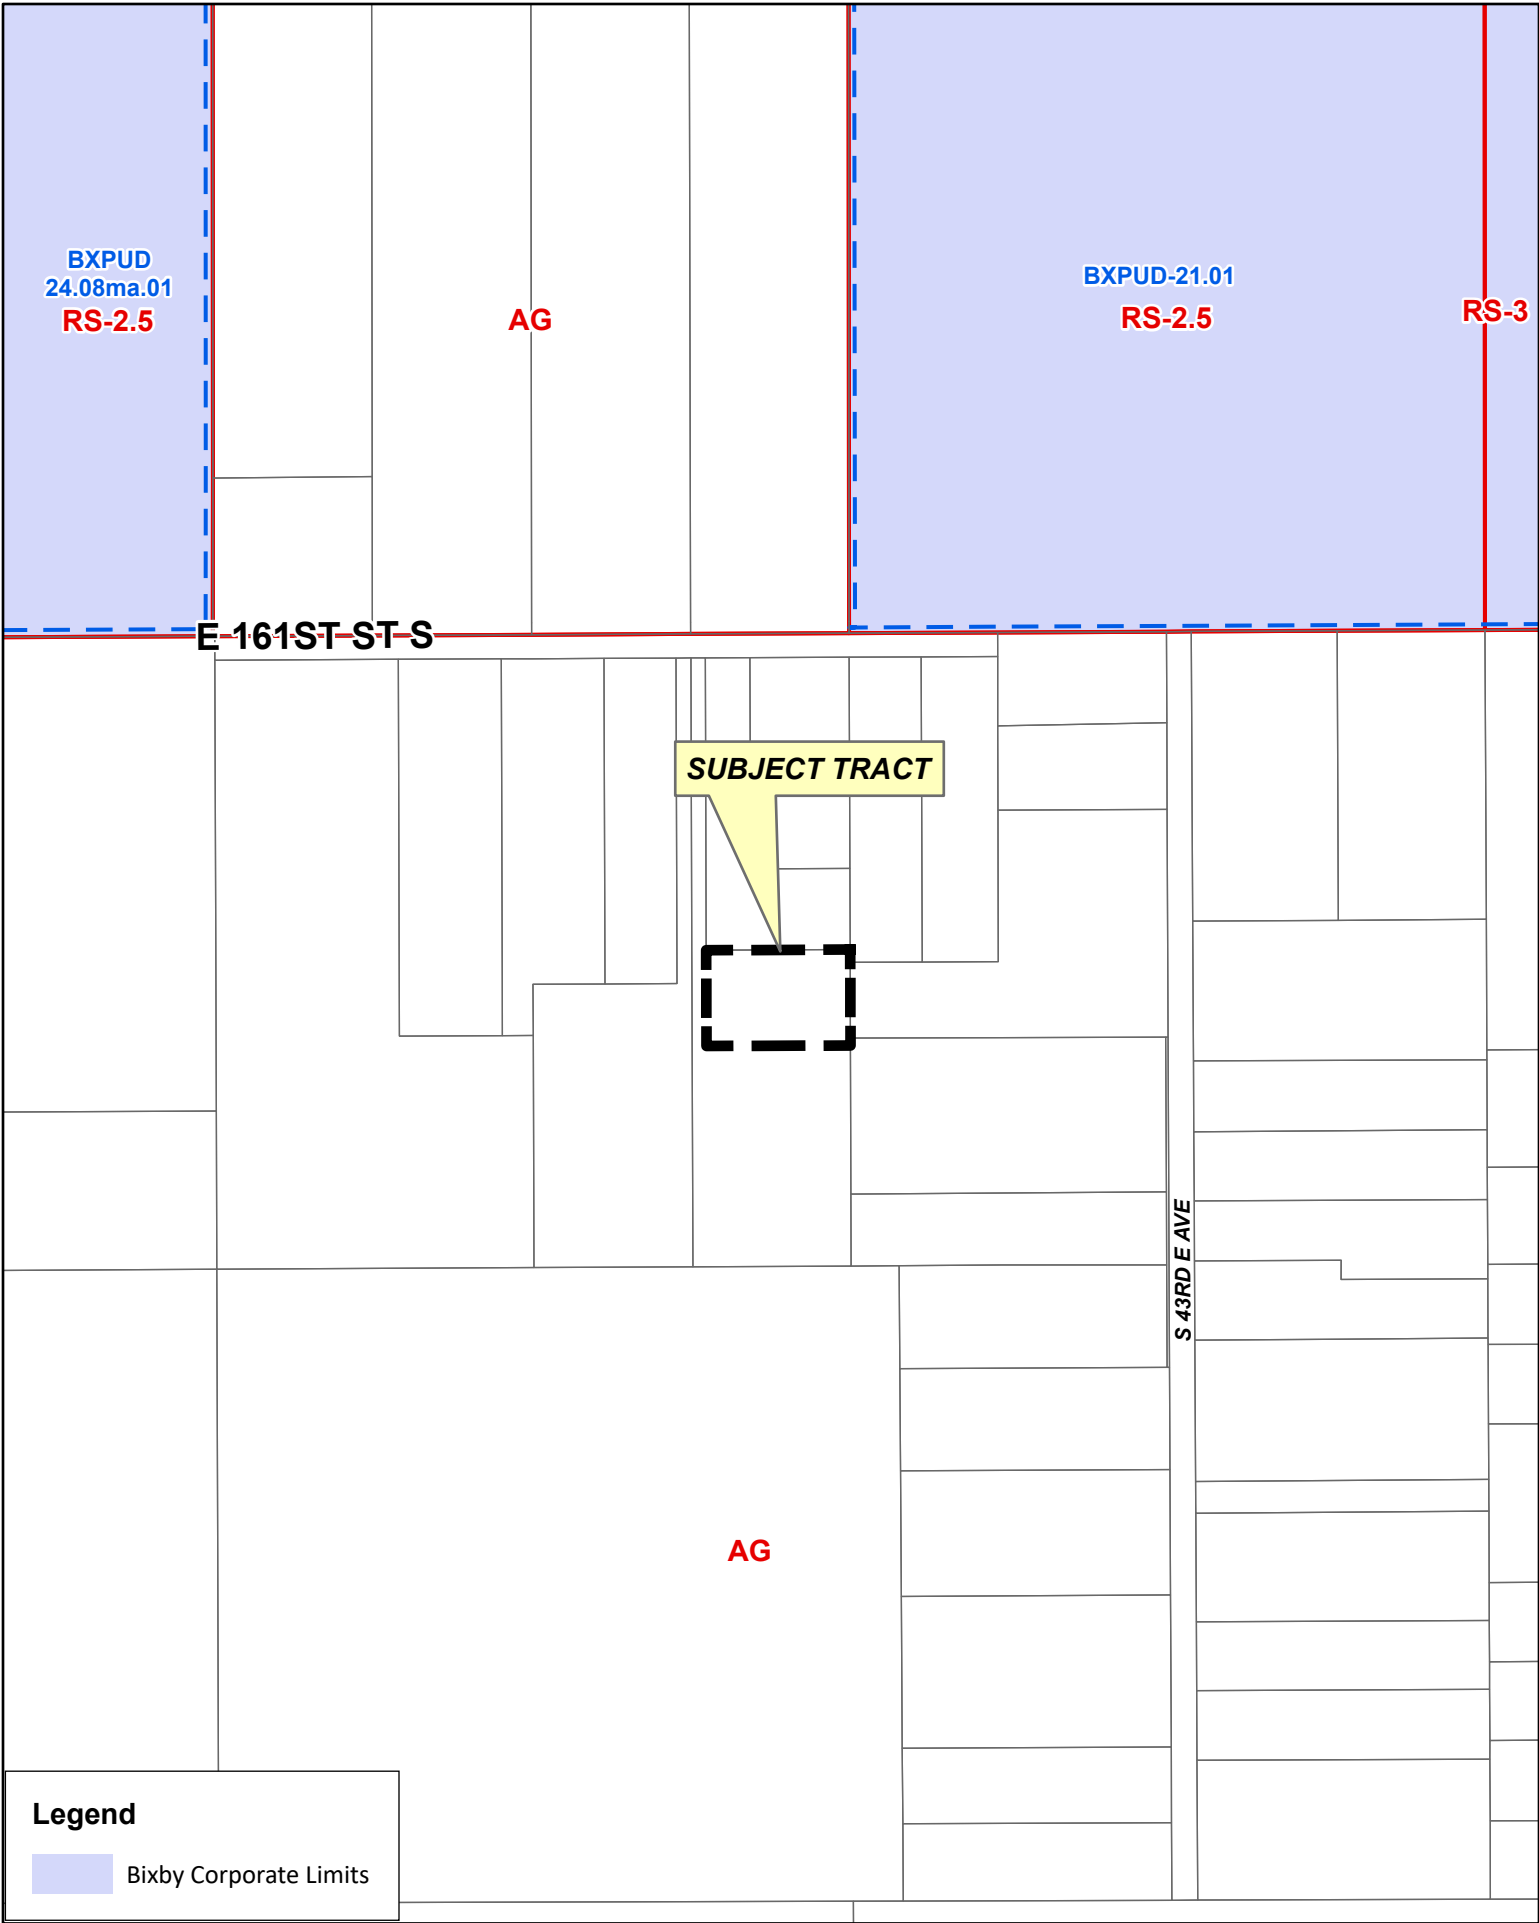 BXPUD
24.08ma.01
RS-2.5
AG
BXPUD-21.01
RS-2.5
RS-3
E 161ST ST S
SUBJECT TRACT
S 43RD E AVE
AG
Legend
Bixby Corporate Limits